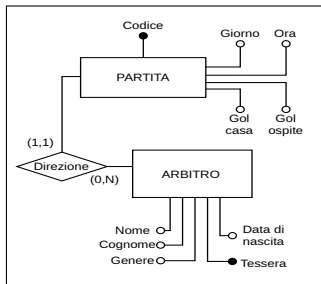 Codice
Giorno
Ora
PARTITA
Gol
casa
Gol
ospite
(1,1)
Direzione
(0,N)
ARBITRO
Nome
Cognome
Genere
Data di
nascita
Tessera